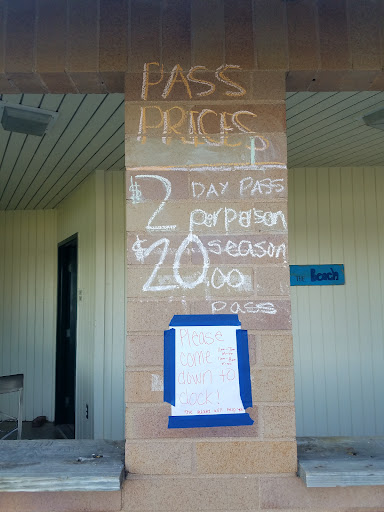 PASS
PRICES
P
$2 DAY PASS
per person
$20.00 season
PASS
THE Beach
Please
come
down to
dock!